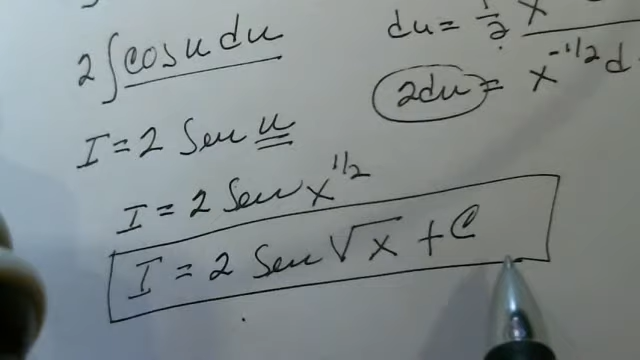 du = 1/2 x
2∫cos u du
2du = x^-1/2 d
I = 2 Sen u
I = 2 Sen x^1/2
I = 2 Sen √x + C